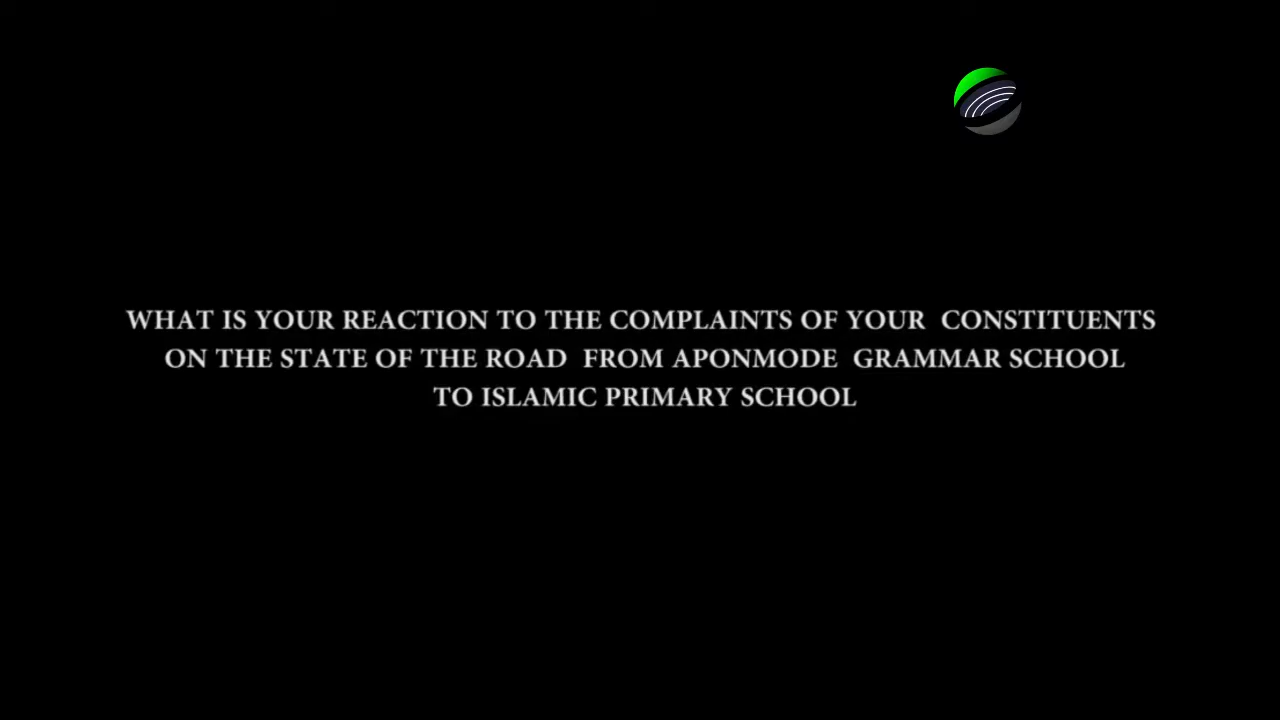 WHAT IS YOUR REACTION TO THE COMPLAINTS OF YOUR CONSTITUENTS
ON THE STATE OF THE ROAD FROM APONMODE GRAMMAR SCHOOL
TO ISLAMIC PRIMARY SCHOOL